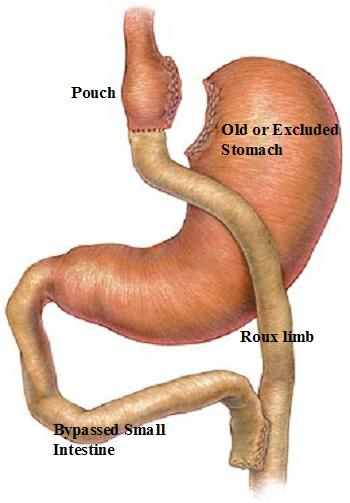 Pouch
Old or Excluded
Stomach
Roux limb
Bypassed Small
Intestine